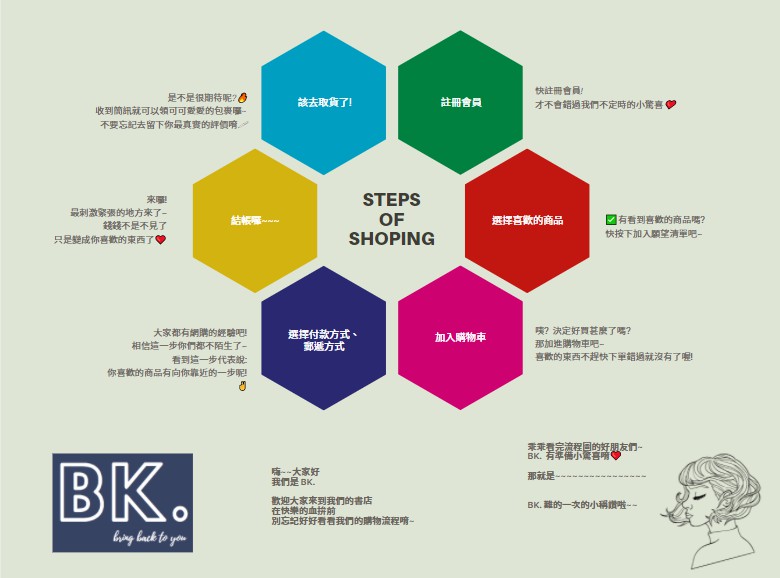 該去取貨了!
註冊會員
是不是很期待呢?🔥
收到簡訊就可以領可可愛愛的包裹囉~
不要忘記去留下你最真實的評價唷
快註冊會員!
才不會錯過我們不定時的小驚喜❤️
結帳囉~~~
STEPS
OF
SHOPING
選擇喜歡的商品
來囉!
最刺激緊張的地方來了~
錢錢不是不見了
只是變成你喜歡的東西了❤️
✅有看到喜歡的商品嗎?
快按下加入願望清單吧~
選擇付款方式、
郵遞方式
加入購物車
大家都有網購的經驗吧!
相信這一步你們都不陌生了~
看到這一步代表說:
你喜歡的商品有向你靠近的一步呢!
✌️
咦? 決定好買甚麼了嗎?
那加進購物車吧~
喜歡的東西不趕快下單錯過就沒有了喔!
BK.
bring back to you
嗨~~大家好
我們是 BK.
歡迎大家來到我們的書店
在快樂的血拚前
別忘記好好看看我們的購物流程唷~
乖乖看完流程圖的好朋友們~
BK. 有準備小驚喜唷❤️
那就是~~~~~~~~~~~~~~~~
BK. 難的一次的小稱讚啦~~